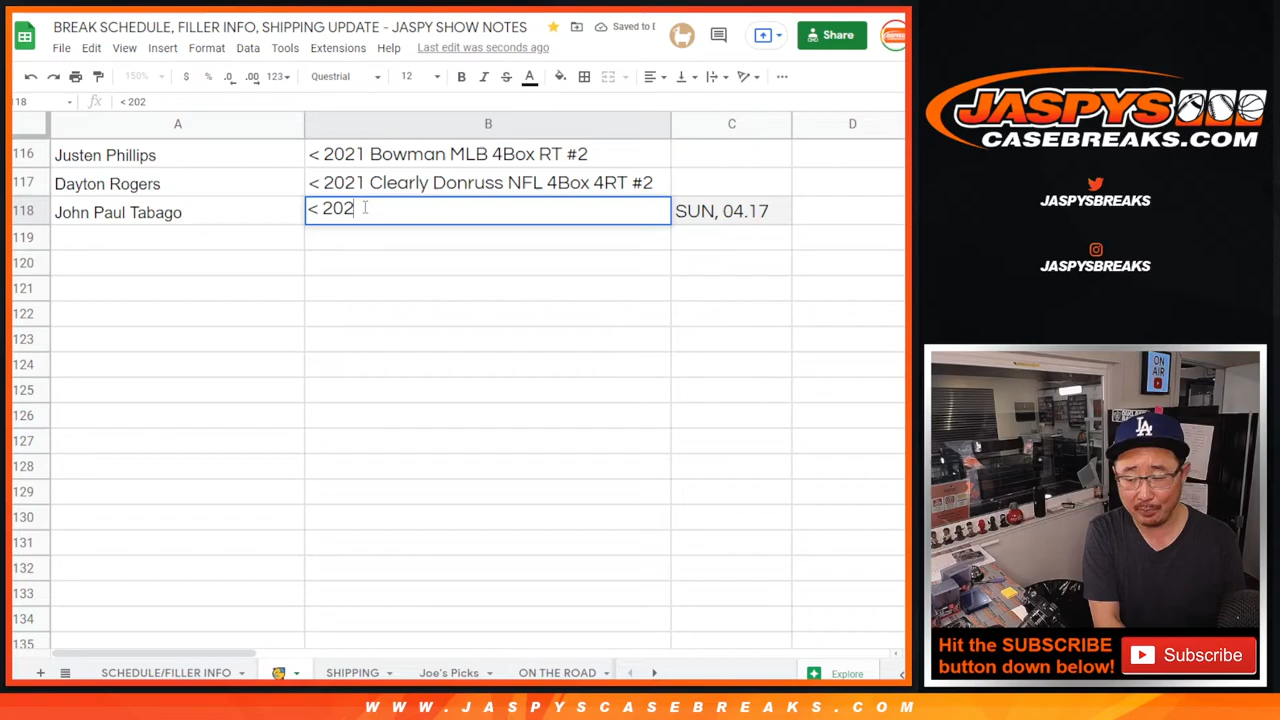 BREAK SCHEDULE, FILLER INFO, SHIPPING UPDATE - JASPY SHOW NOTES
Saved to D
Share
File Edit View Insert Format Data Tools Extensions Help Last edit was seconds ago
150% $ % .0 .00 123 Questrial 12 B I S A
118 fx < 202
A B C D
116 Justen Phillips < 2021 Bowman MLB 4Box RT #2
117 Dayton Rogers < 2021 Clearly Donruss NFL 4Box 4RT #2
118 John Paul Tabago < 202 SUN, 04.17
119
120
121
122
123
124
125
126
127
128
129
130
131
132
133
134
135
SCHEDULE/FILLER INFO SHIPPING Joe's Picks ON THE ROAD Explore
JASPYS
CASEBREAKS.COM
JASPYSBREAKS
JASPYSBREAKS
ON
AIR
LA
Hit the SUBSCRIBE
button down below!
Subscribe
WWW.JASPYSCASEBREAKS.COM